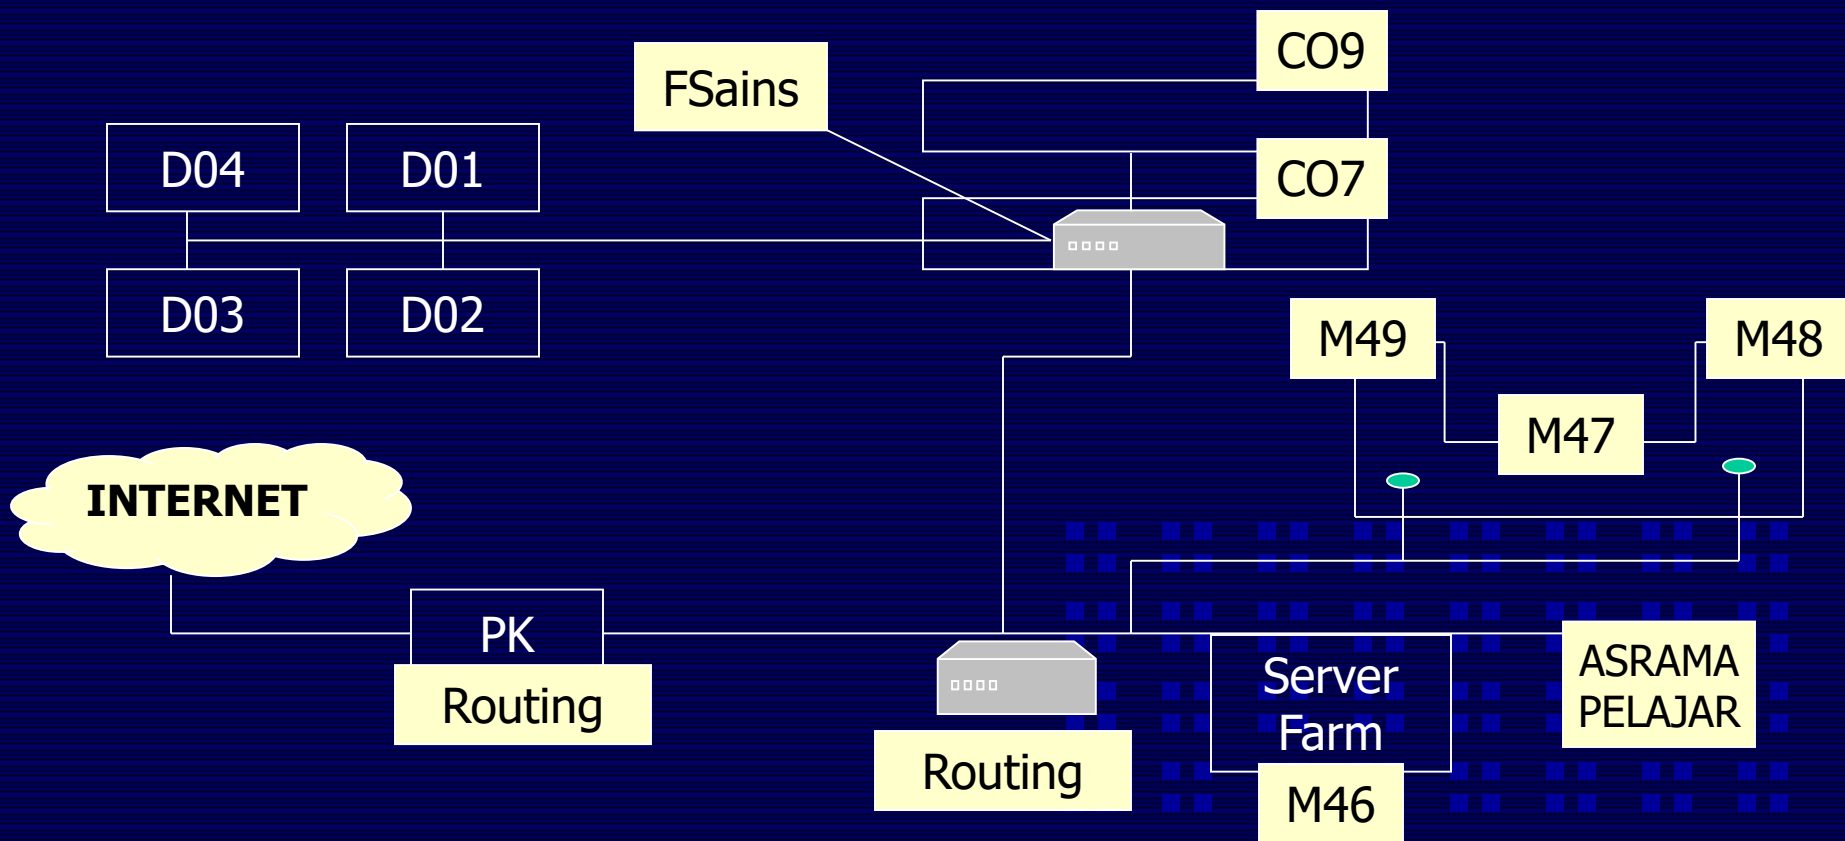 CO9
FSains
D04
D01
CO7
D03
D02
M49
M48
M47
INTERNET
PK
Routing
Server
Farm
ASRAMA
PELAJAR
Routing
M46